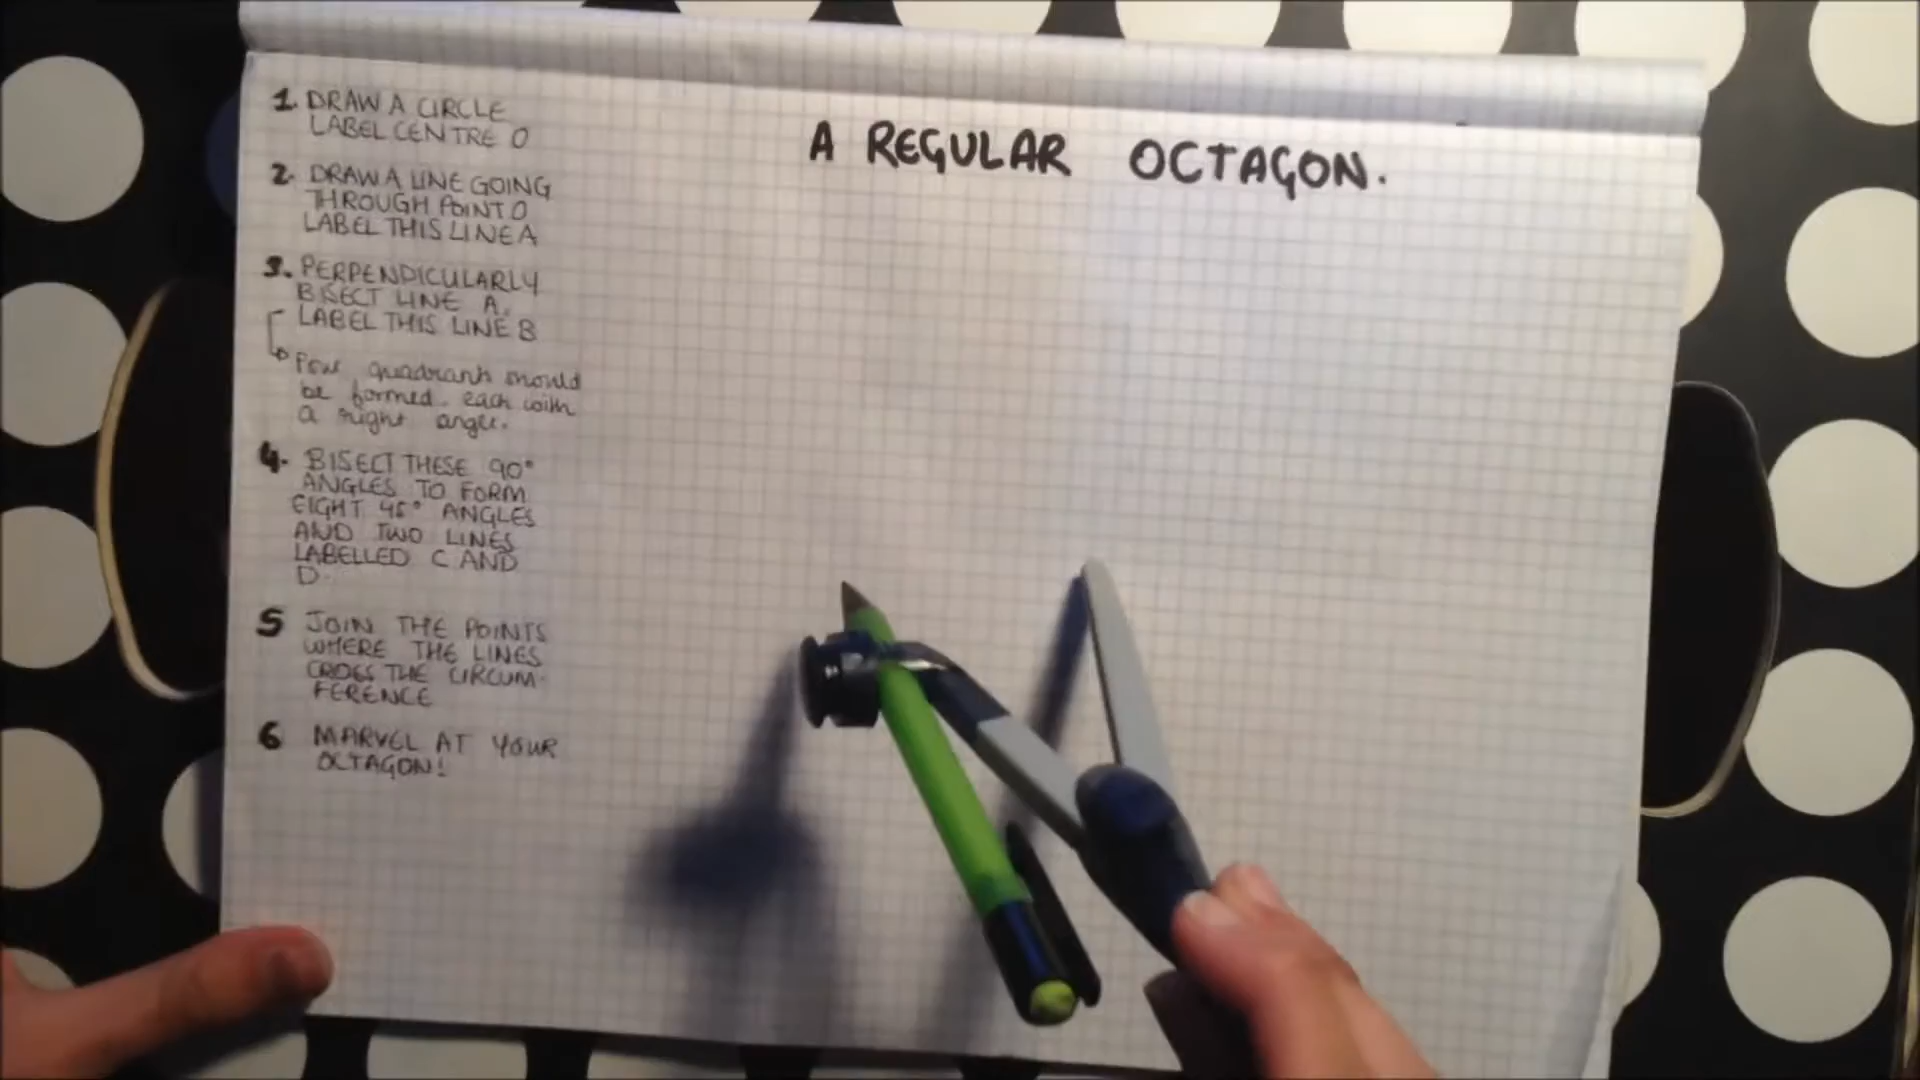 A REGULAR OCTAGON.
1. DRAW A CIRCLE
LABEL CENTRE O
2. DRAW A LINE GOING
THROUGH POINT O
LABEL THIS LINE A
3. PERPENDICULARLY
BISECT LINE A.
LABEL THIS LINE B
Four quadrants should
be formed. each with
a right angle.
4. BISECT THESE 90°
ANGLES TO FORM
EIGHT 45° ANGLES
AND TWO LINES
LABELLED C AND
D.
5 JOIN THE POINTS
WHERE THE LINES
CROSS THE CIRCUM-
FERENCE
6 MARVEL AT YOUR
OCTAGON!